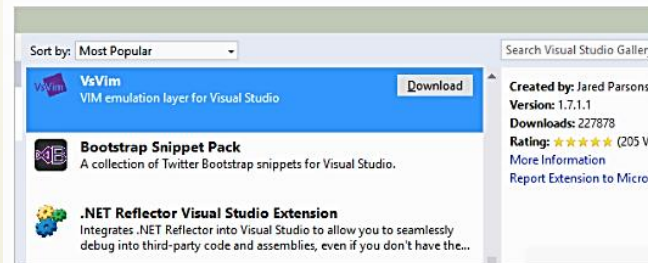 Sort by: Most Popular
Search Visual Studio Galler
VsVim
VsVim
VIM emulation layer for Visual Studio
Download
Bootstrap Snippet Pack
A collection of Twitter Bootstrap snippets for Visual Studio.
.NET Reflector Visual Studio Extension
Integrates .NET Reflector into Visual Studio to allow you to seamlessly
debug into third-party code and assemblies, even if you don't have the...
Created by: Jared Parsons
Version: 1.7.1.1
Downloads: 227878
Rating: (205 V
More Information
Report Extension to Micro